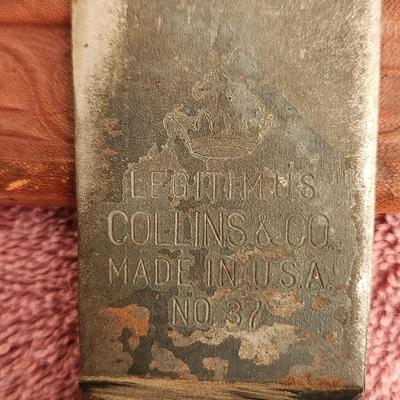 LEGITIMUS
COLLINS & CO.
MADE IN U.S.A.
NO. 37